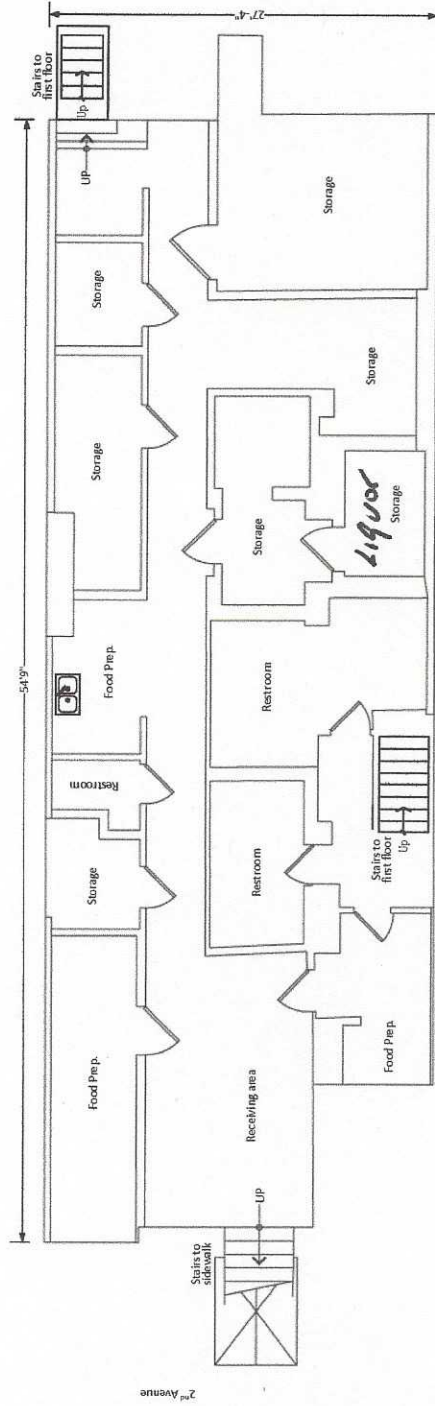 27'-4"
54'9"
Stairs to
first floor
Up
UP
Storage
Storage
Food Prep.
Restroom
Storage
Food Prep.
Storage
Storage
Storage
Liquor
Storage
Restroom
Restroom
Stairs to
first floor
Up
Food Prep.
Receiving area
UP
Stairs to
sidewalk
2nd Avenue